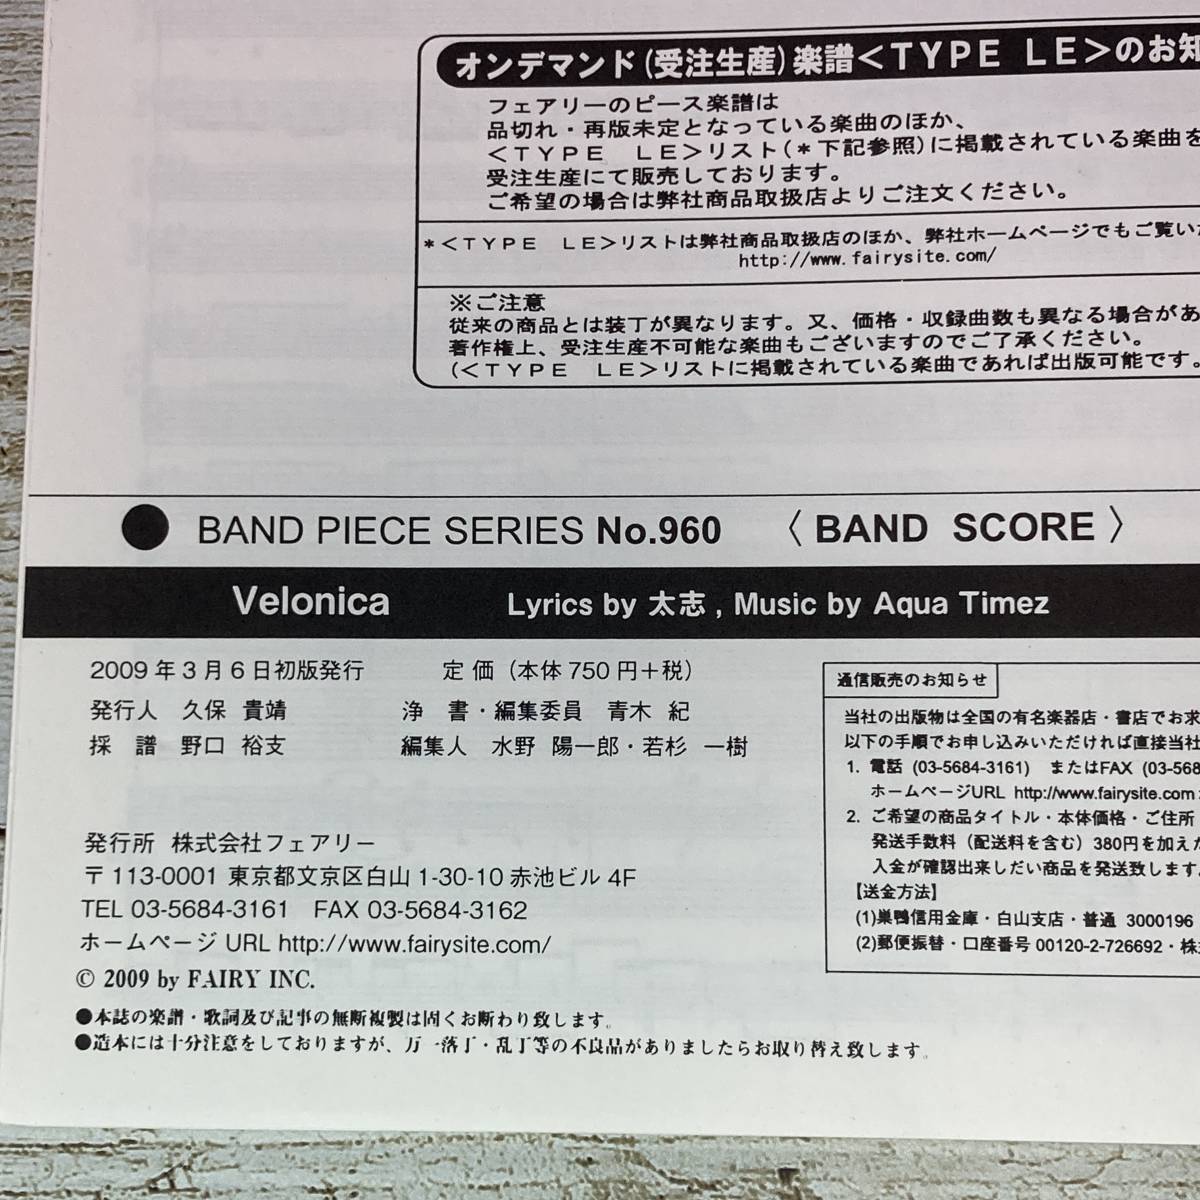 オンデマンド(受注生産)楽譜<TYPE LE>のお知
フェアリーのピース楽譜は
品切れ・再版未定となっている楽曲のほか、
<TYPE LE>リスト(*下記参照)に掲載されている楽曲を
受注生産にて販売しております。
ご希望の場合は弊社商品取扱店よりご注文ください。
*<TYPE LE>リストは弊社商品取扱店のほか、弊社ホームページでもご覧いた
http://www.fairysite.com/
※ご注意
従来の商品とは装丁が異なります。又、価格・収録曲数も異なる場合があ
著作権上、受注生産不可能な楽曲もございますのでご了承ください。
(<TYPE LE>リストに掲載されている楽曲であれば出版可能です。
●BAND PIECE SERIES No.960 〈BAND SCORE〉
Velonica Lyrics by 太志, Music by Aqua Timez
2009年3月6日初版発行 定価(本体750円+税)
発行人 久保 貴靖 浄 書・編集委員 青木 紀
採 譜 野口 裕支 編集人 水野 陽一郎・若杉 一樹
発行所 株式会社フェアリー
〒113-0001 東京都文京区白山1-30-10赤池ビル4F
TEL 03-5684-3161 FAX 03-5684-3162
ホームページURL http://www.fairysite.com/
© 2009 by FAIRY INC.
●本誌の楽譜・歌詞及び記事の無断複製は固くお断わり致します。
●造本には十分注意をしておりますが、万一落丁・乱丁等の不良品がありましたらお取り替え致します。
通信販売のお知らせ
当社の出版物は全国の有名楽器店・書店でお求
以下の手順でお申し込みいただければ直接当社
1. 電話 (03-5684-3161) またはFAX (03-568
ホームページURL http://www.fairysite.com
2. ご希望の商品タイトル・本体価格・ご住所
発送手数料(配送料を含む)380円を加えた
入金が確認出来しだい商品を発送致します。
【送金方法】
(1)巣鴨信用金庫・白山支店・普通 3000196
(2)郵便振替・口座番号00120-2-726692・株